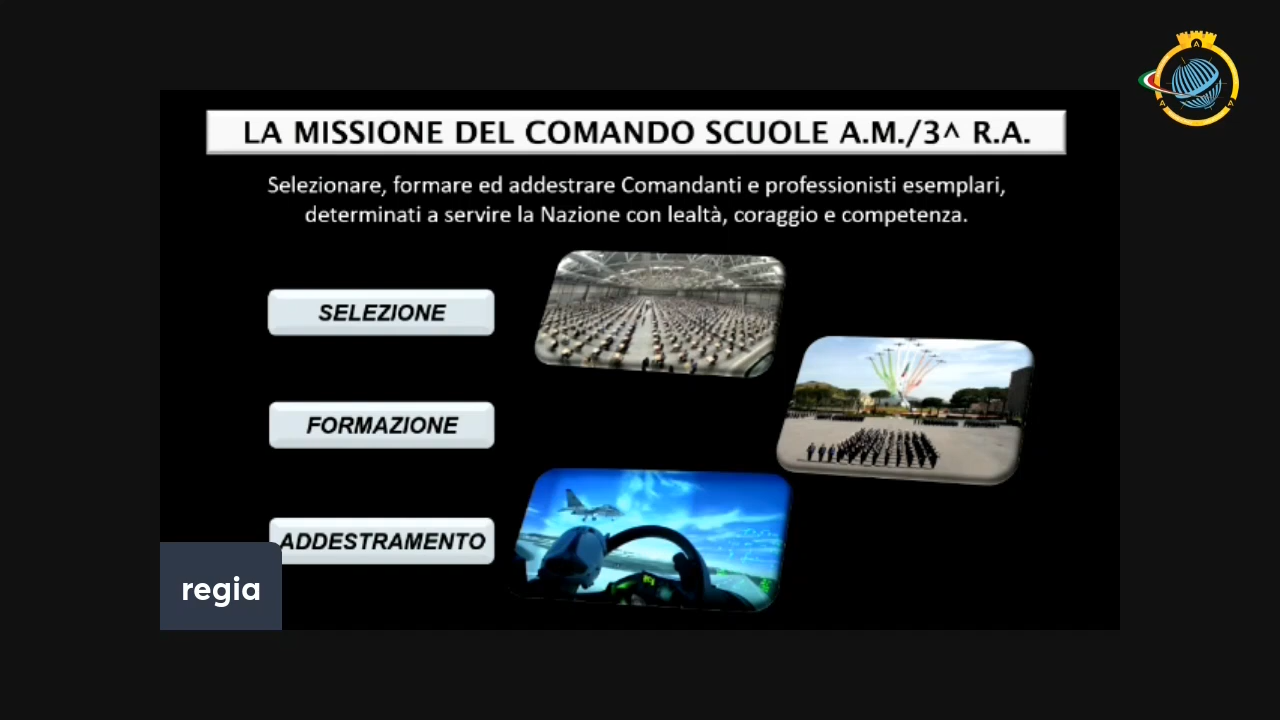 LA MISSIONE DEL COMANDO SCUOLE A.M./3^ R.A.
Selezionare, formare ed addestrare Comandanti e professionisti esemplari,
determinati a servire la Nazione con lealtà, coraggio e competenza.
SELEZIONE
FORMAZIONE
ADDESTRAMENTO
regia